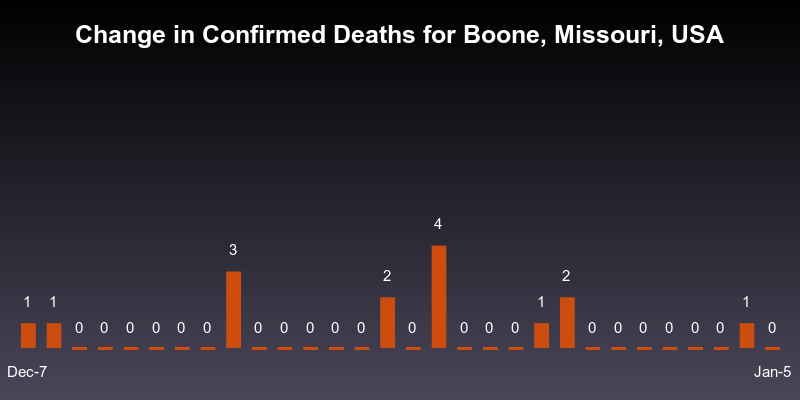 Change in Confirmed Deaths for Boone, Missouri, USA
4
3
2 2
1 1 1 1
0 0 0 0 0 0 0 0 0 0 0 0 0 0 0 0 0 0 0 0 0 0
Dec-7 Jan-5